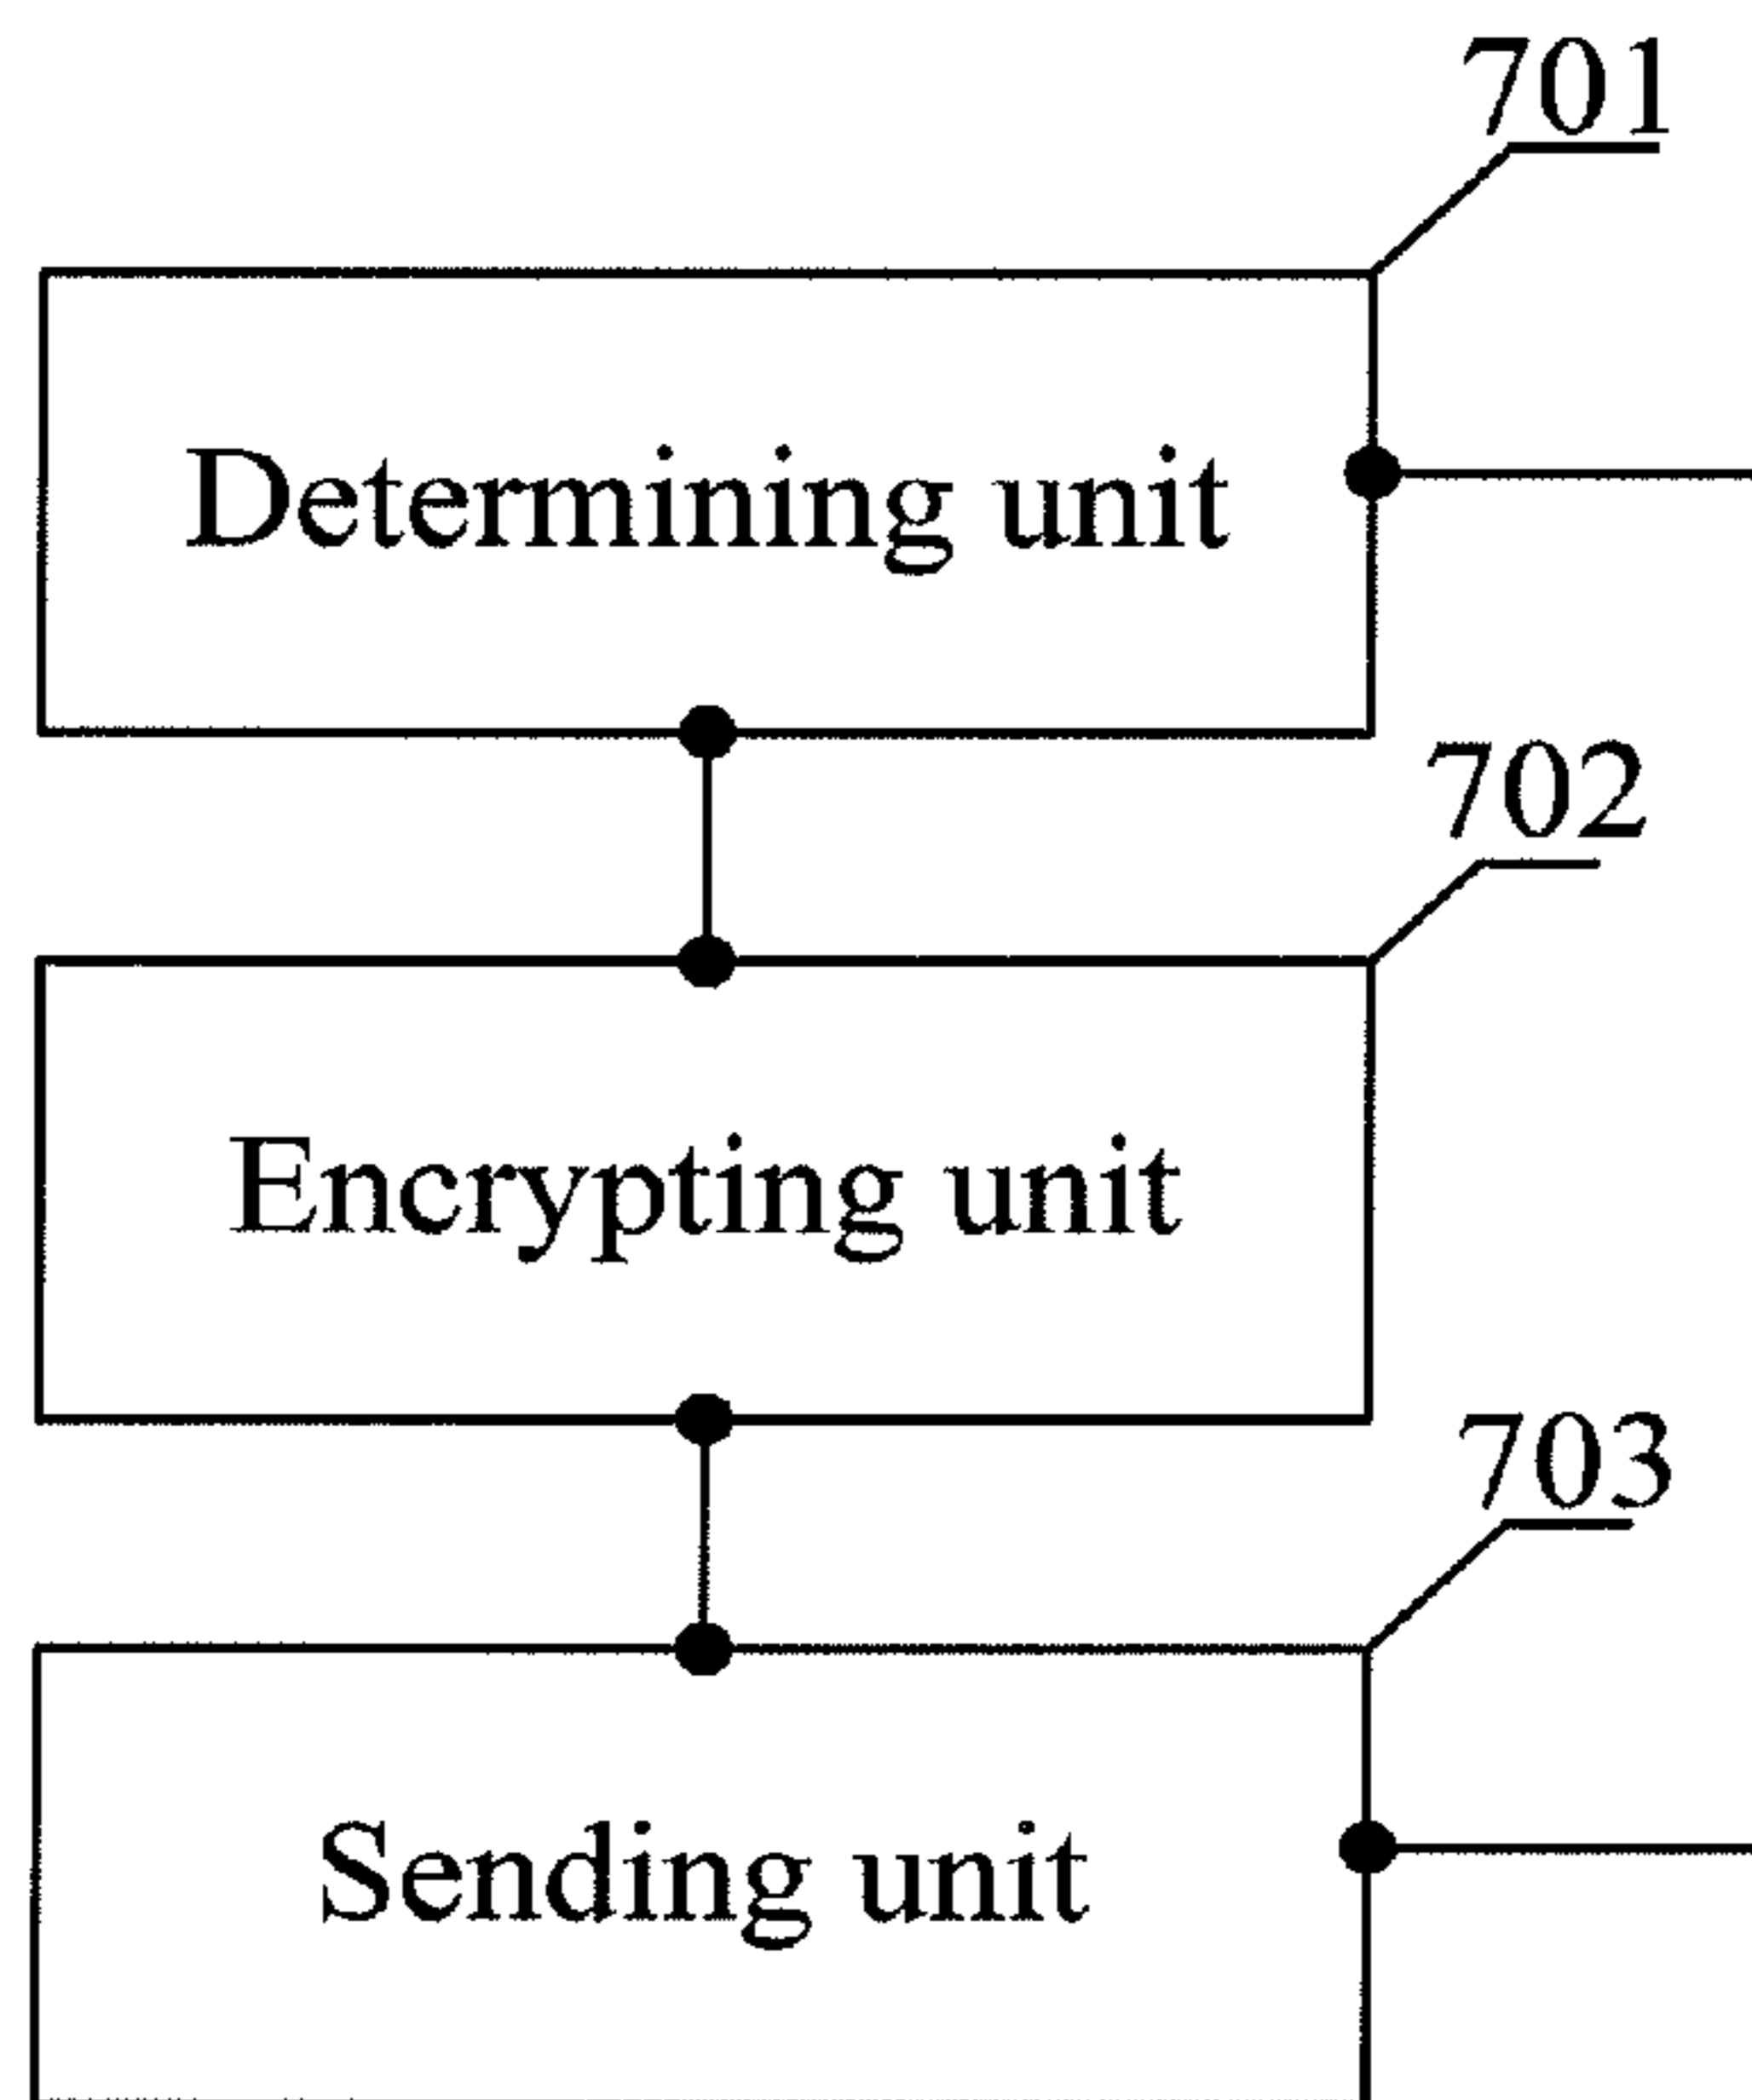 701
Determining unit
702
Encrypting unit
703
Sending unit